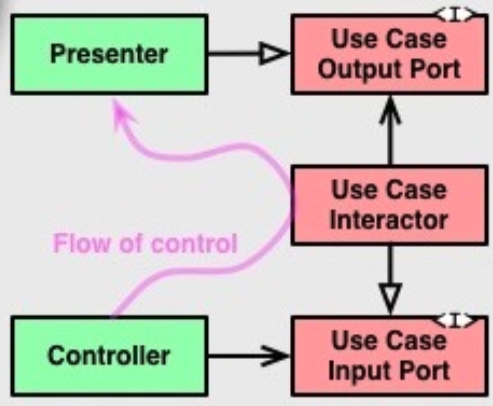 <I>
Presenter
Use Case
Output Port
Use Case
Interactor
Flow of control
<I>
Controller
Use Case
Input Port